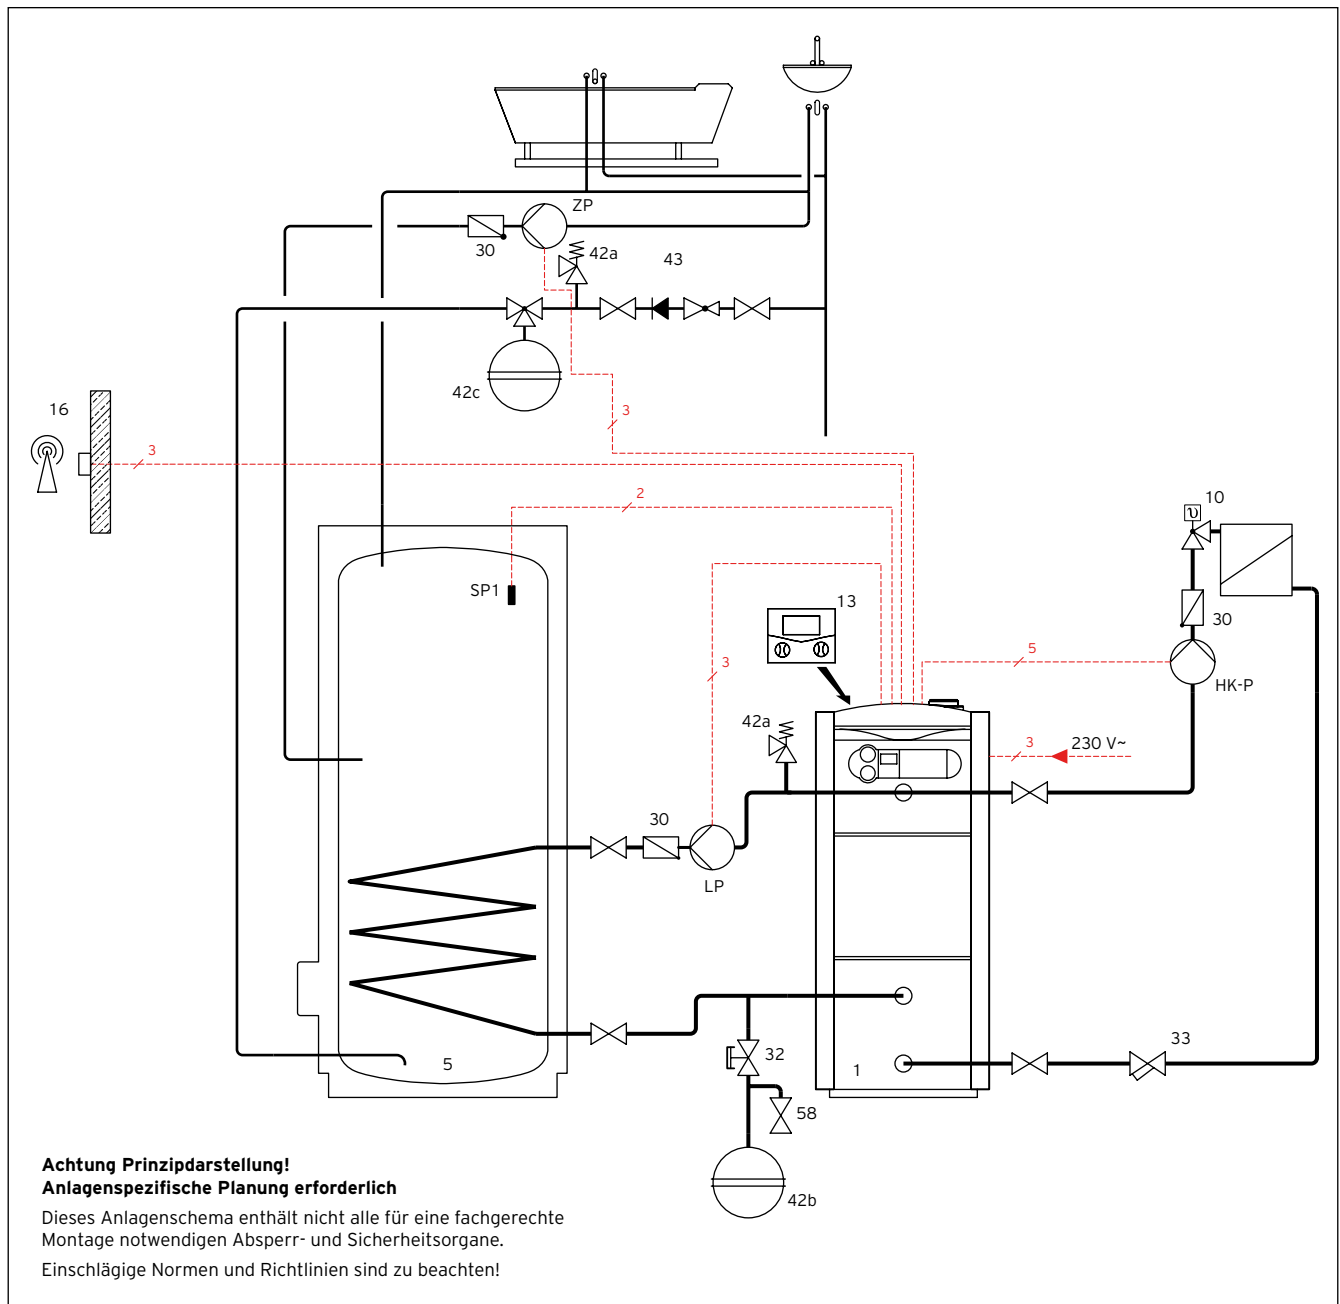 ZP
30
42a
43
42c
16
3
3
2
10
SP1
13
30
3
5
HK-P
42a
3
230 V~
30
LP
33
32
5
1
58
42b
Achtung Prinzipdarstellung!
Anlagenspezifische Planung erforderlich
Dieses Anlagenschema enthält nicht alle für eine fachgerechte
Montage notwendigen Absperr- und Sicherheitsorgane.
Einschlägige Normen und Richtlinien sind zu beachten!